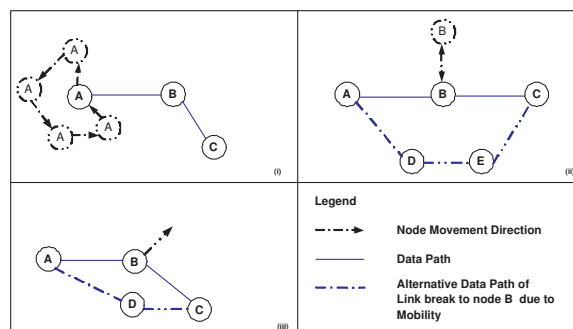 A
A
A
A
A
B
C
(i)
B
A
B
C
D
E
(ii)
A
B
D
C
(iii)
Legend
Node Movement Direction
Data Path
Alternative Data Path of
Link break to node B due to
Mobility